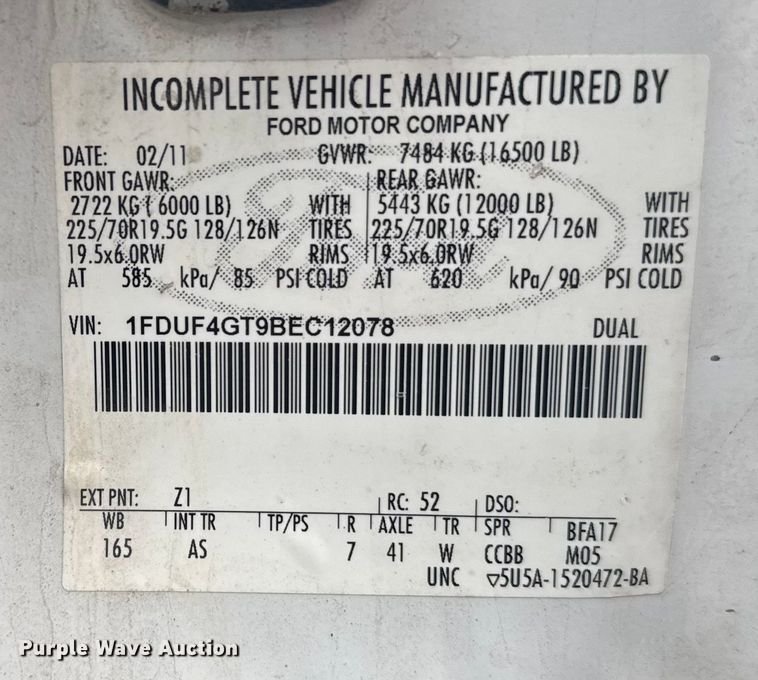 INCOMPLETE VEHICLE MANUFACTURED BY
FORD MOTOR COMPANY
DATE: 02/11 GVWR: 7484 KG (16500 LB)
FRONT GAWR: REAR GAWR:
2722 KG ( 6000 LB) WITH 5443 KG (12000 LB) WITH
225/70R19.5G 128/126N TIRES 225/70R19.5G 128/126N TIRES
19.5x6.0RW RIMS 19.5x6.0RW RIMS
AT 585 kPa/ 85 PSI COLD AT 620 kPa/ 90 PSI COLD
VIN: 1FDUF4GT9BEC12078 DUAL
EXT PNT: Z1 RC: 52 DSO:
WB INT TR TP/PS R AXLE TR SPR BFA17
165 AS 7 41 W CCBB M05
UNC ▽5U5A-1520472-BA
Purple Wave Auction